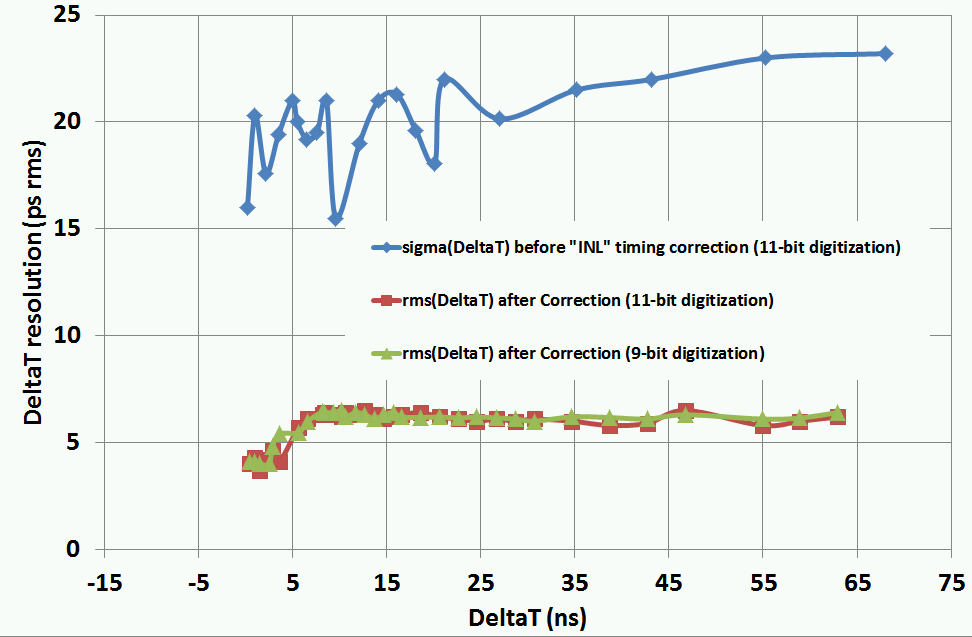 25
20
15
10
5
0
DeltaT resolution (ps rms)
sigma(DeltaT) before "INL" timing correction (11-bit digitization)
rms(DeltaT) after Correction (11-bit digitization)
rms(DeltaT) after Correction (9-bit digitization)
-15 -5 5 15 25 35 45 55 65 75
DeltaT (ns)